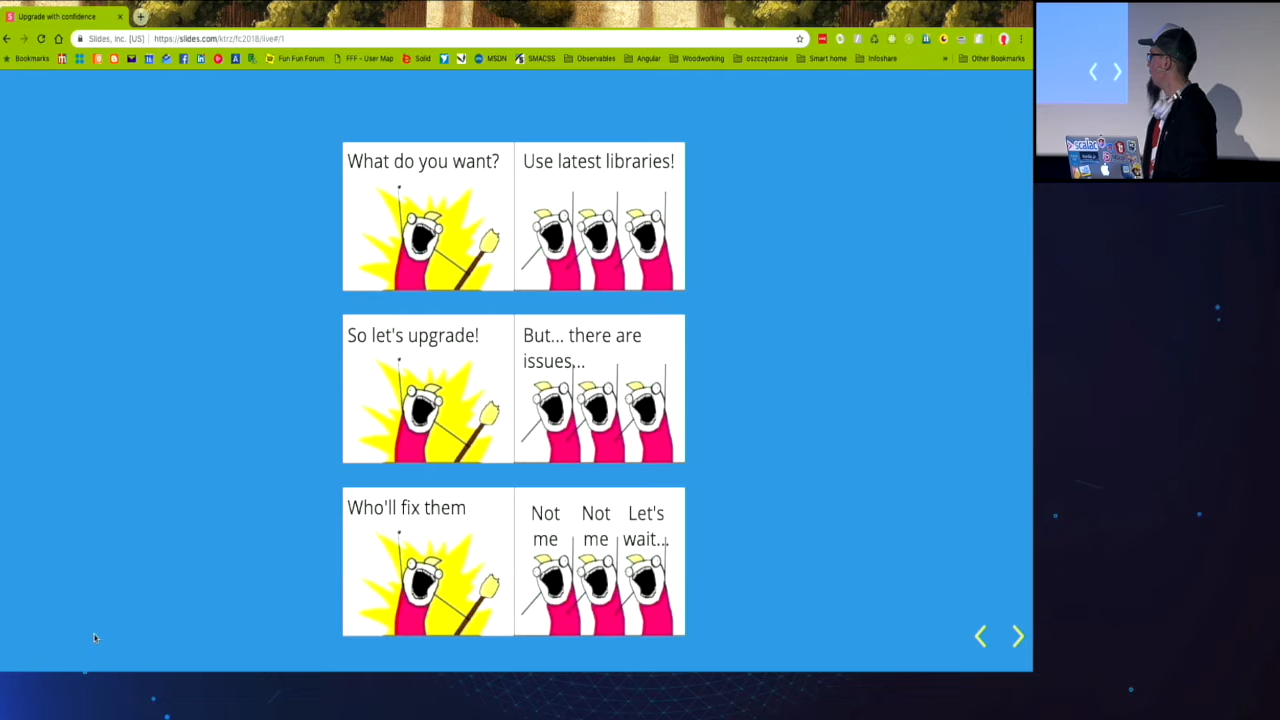 Upgrade with confidence
Slides, Inc. [US]
https://slides.com/ktrz/fc2018/live#/1
Bookmarks
Fun Fun Forum
FFF - User Map
Solid
MSDN
SMACSS
Observables
Angular
Woodworking
oszczędzanie
Smart home
Infoshare
»
Other Bookmarks
What do you want?
Use latest libraries!
So let's upgrade!
But... there are
issues...
Who'll fix them
Not me
Not me
Let's wait...
scalac